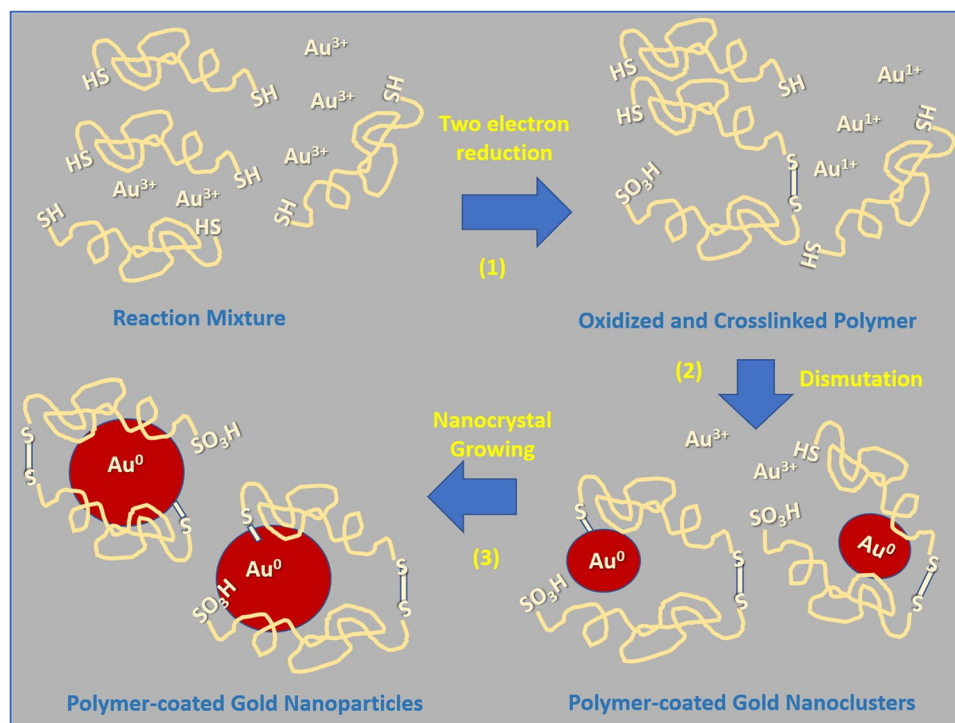 Au³⁺
HS
SH
Au³⁺
SH
HS
SH
Au³⁺
Au³⁺
Au³⁺
SH
HS
SH
Reaction Mixture
Two electron
reduction
(1)
HS
SH
Au¹⁺
HS
Au¹⁺
SH
Au¹⁺
SO₃H
S
S
SH
Oxidized and Crosslinked Polymer
(2)
Dismutation
Au³⁺
Au³⁺
HS
SO₃H
Au⁰
S
S
S
Au⁰
SO₃H
S
S
Polymer-coated Gold Nanoclusters
Nanocrystal
Growing
(3)
S
S
Au⁰
SO₃H
S
S
Au⁰
SO₃H
S
S
Polymer-coated Gold Nanoparticles